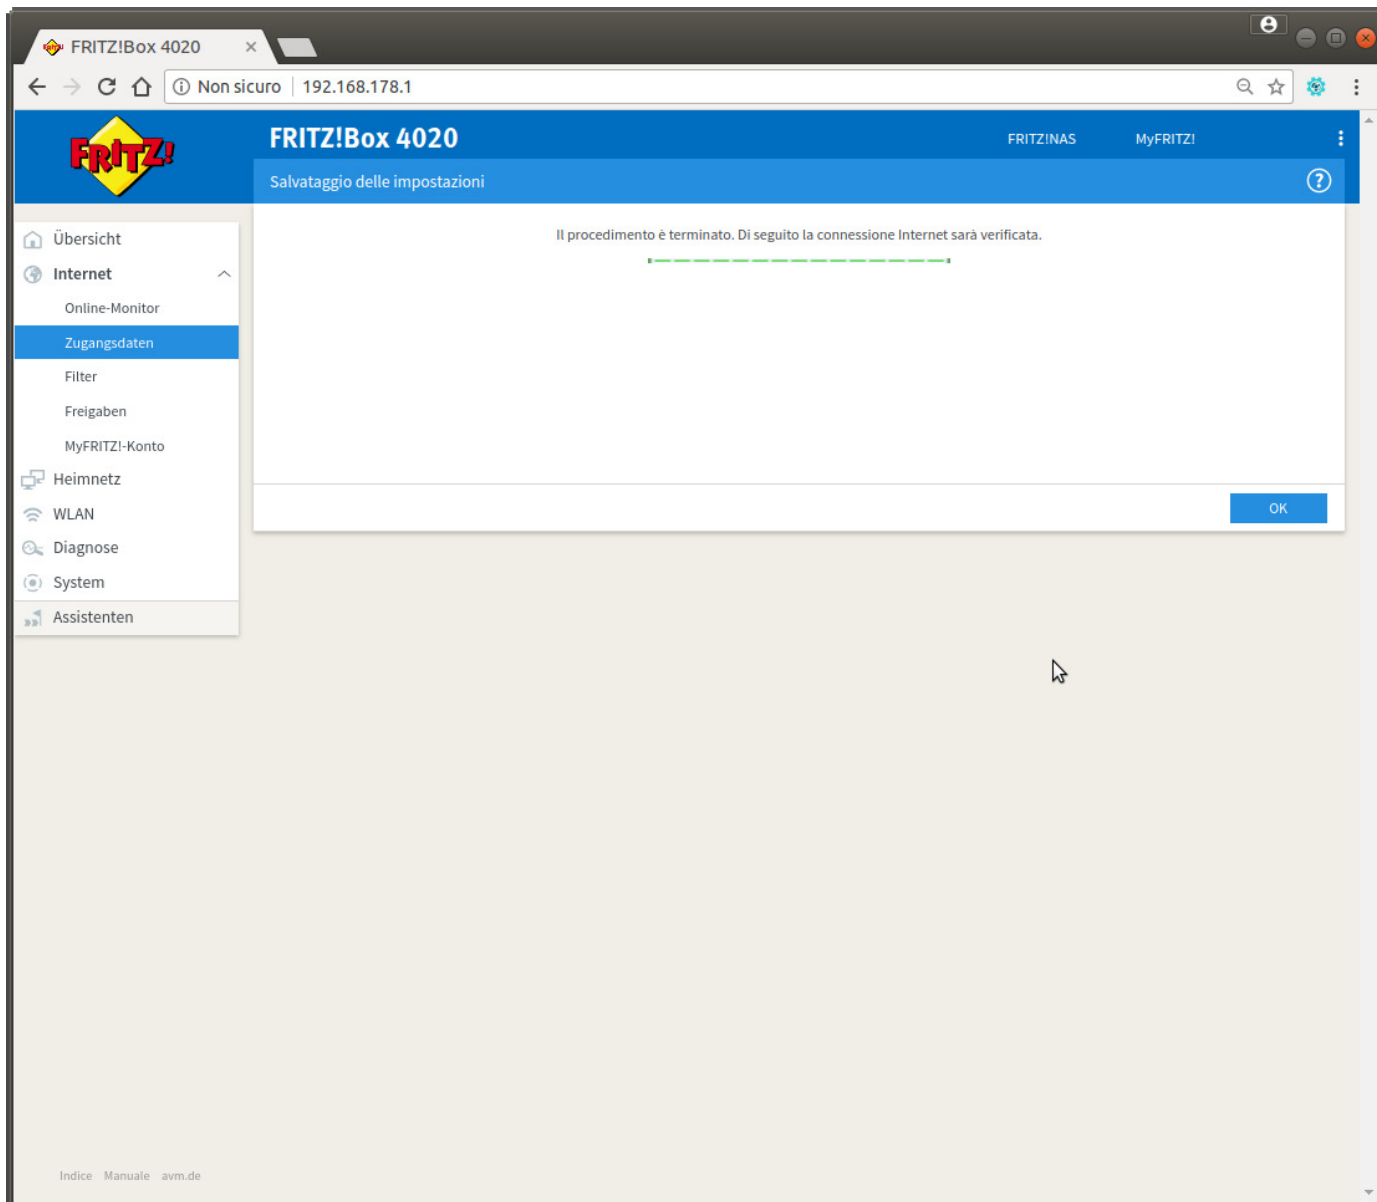 FRITZ!Box 4020
Non sicuro 192.168.178.1
FRITZ!
FRITZ!Box 4020
FRITZ!NAS MyFRITZ!
Salvataggio delle impostazioni
Übersicht
Internet
Online-Monitor
Zugangsdaten
Filter
Freigaben
MyFRITZ!-Konto
Heimnetz
WLAN
Diagnose
System
Assistenten
Il procedimento è terminato. Di seguito la connessione Internet sarà verificata.
OK
Indice Manuale avm.de